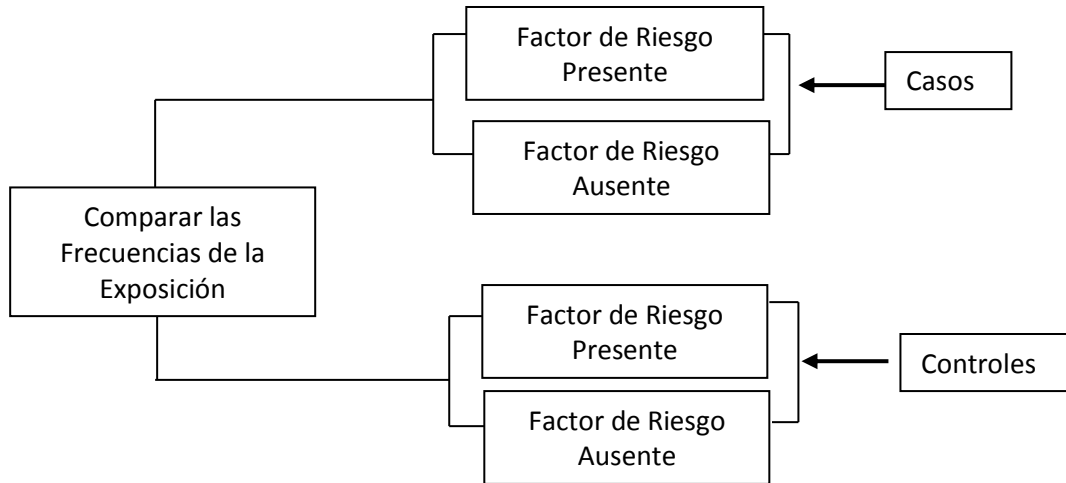 Factor de Riesgo
Presente
Casos
Factor de Riesgo
Ausente
Comparar las
Frecuencias de la
Exposición
Factor de Riesgo
Presente
Controles
Factor de Riesgo
Ausente